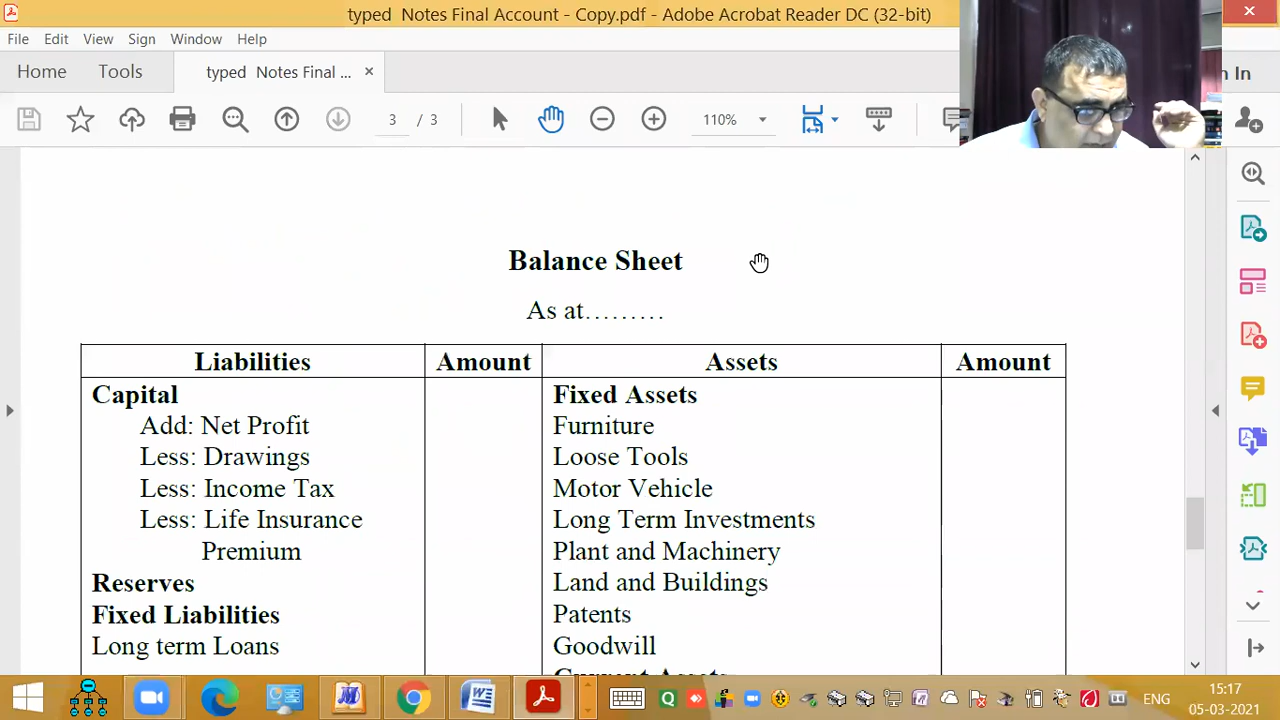 typed Notes Final Account - Copy.pdf - Adobe Acrobat Reader DC (32-bit)
File Edit View Sign Window Help
Home Tools typed Notes Final ... × n In
3 / 3 110%
Balance Sheet
As at.........
Liabilities Amount Assets Amount
Capital Fixed Assets
Add: Net Profit Furniture
Less: Drawings Loose Tools
Less: Income Tax Motor Vehicle
Less: Life Insurance Long Term Investments
Premium Plant and Machinery
Reserves Land and Buildings
Fixed Liabilities Patents
Long term Loans Goodwill
Current Assets
ENG 15:17
05-03-2021